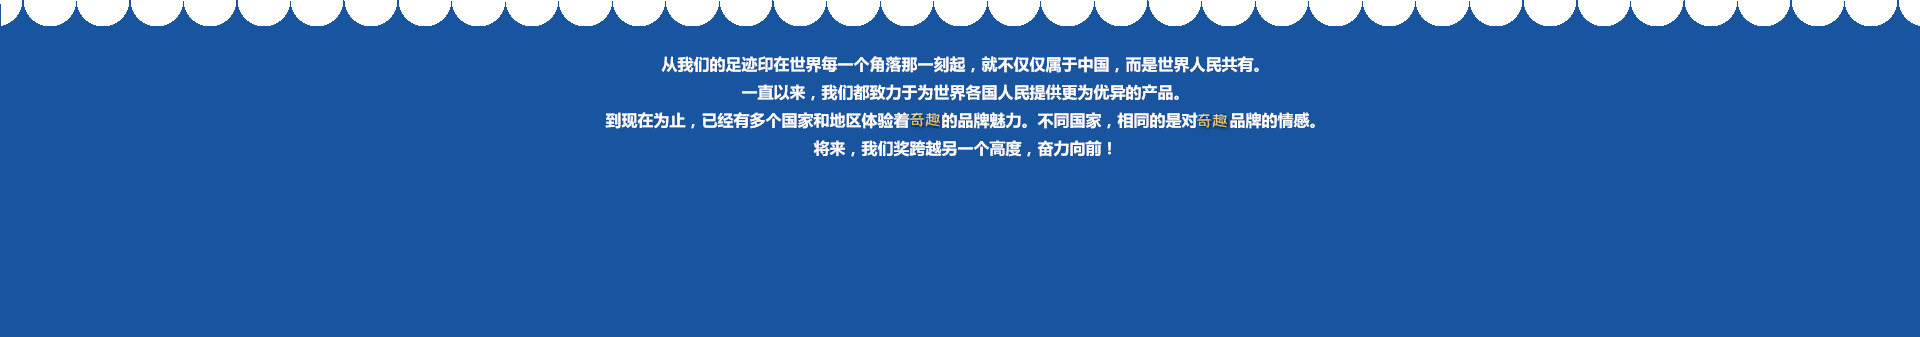 从我们的足迹印在世界每一个角落那一刻起，就不仅仅属于中国，而是世界人民共有。
一直以来，我们都致力于为世界各国人民提供更为优异的产品。
到现在为止，已经有多个国家和地区体验着奇趣的品牌魅力。不同国家，相同的是对奇趣品牌的情感。
将来，我们奖跨越另一个高度，奋力向前！